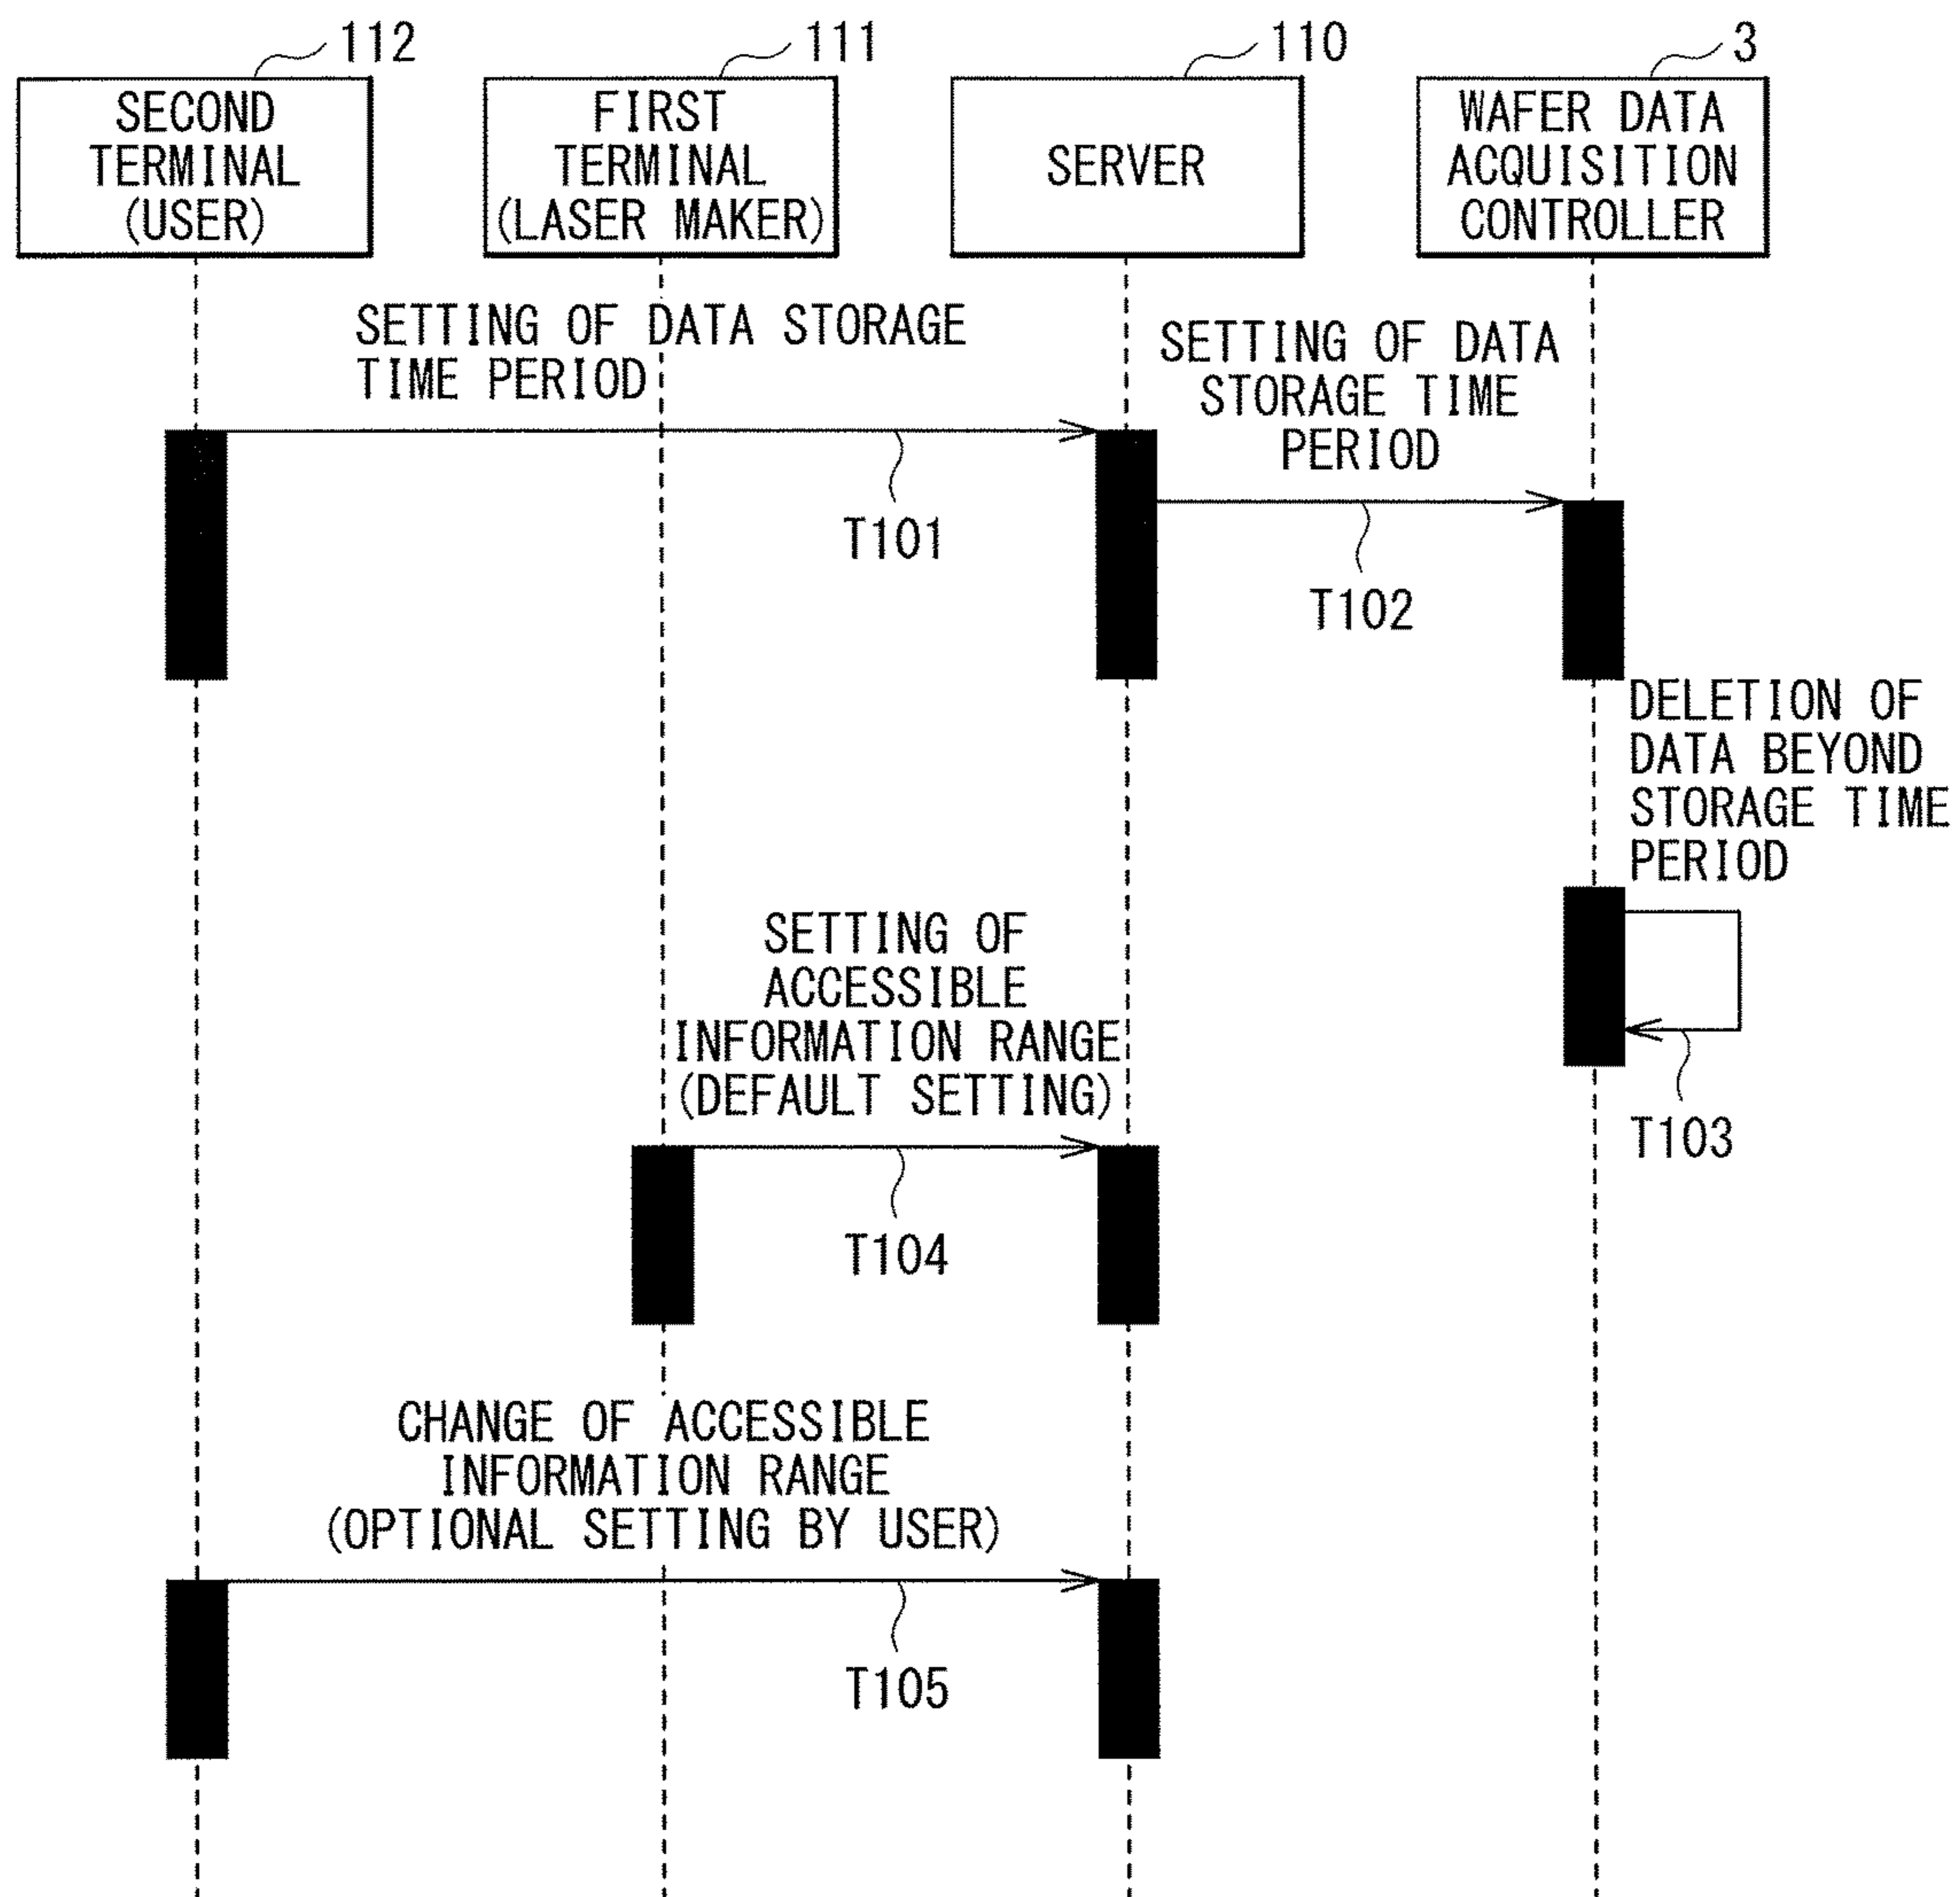 112
111
110
3
SECOND
TERMINAL
(USER)
FIRST
TERMINAL
(LASER MAKER)
SERVER
WAFER DATA
ACQUISITION
CONTROLLER
SETTING OF DATA STORAGE
TIME PERIOD
SETTING OF DATA
STORAGE TIME
PERIOD
T101
T102
DELETION OF
DATA BEYOND
STORAGE TIME
PERIOD
T103
SETTING OF
ACCESSIBLE
INFORMATION RANGE
(DEFAULT SETTING)
T104
CHANGE OF ACCESSIBLE
INFORMATION RANGE
(OPTIONAL SETTING BY USER)
T105